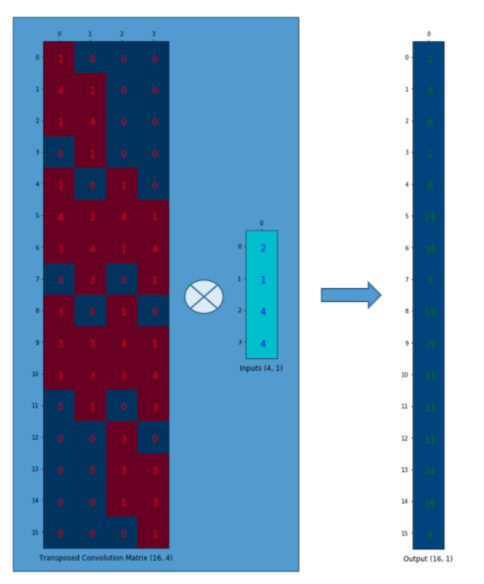 0 1 2 3 0
0 1 0 0 0 0 2
1 4 1 0 0 1 9
2 1 4 0 0 2 6
3 0 1 0 0 3 1
4 1 0 1 0 4 6
5 4 1 4 1 5 29
0
6 3 4 1 4 0 2 6 30
7 0 3 0 1 1 1 7 7
8 3 0 1 0 2 4 8 10
9 3 3 4 1 3 4 9 29
Inputs (4, 1)
10 1 3 3 4 10 33
11 0 1 0 3 11 13
12 0 0 3 0 12 12
13 0 0 3 3 13 24
14 0 0 1 3 14 16
15 0 0 0 1 15 4
Transposed Convolution Matrix (16, 4) Output (16, 1)